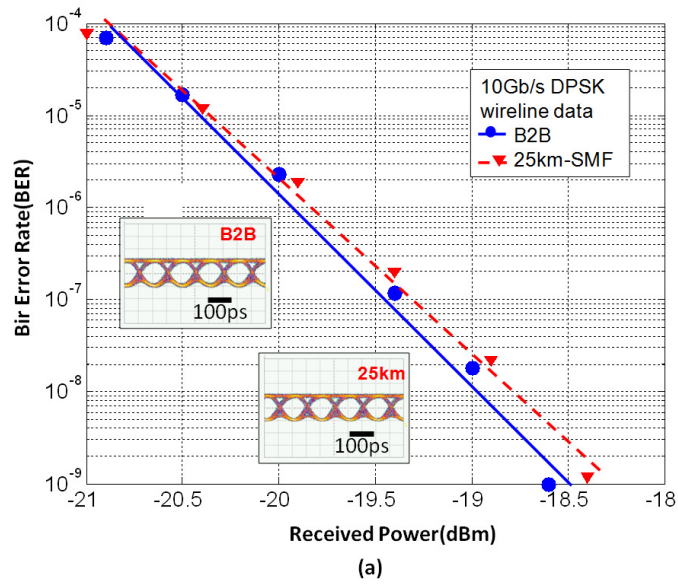 10^-4
10^-5
10^-6
10^-7
10^-8
10^-9
Bir Error Rate(BER)
10Gb/s DPSK
wireline data
B2B
25km-SMF
B2B
100ps
25km
100ps
-21 -20.5 -20 -19.5 -19 -18.5 -18
Received Power(dBm)
(a)